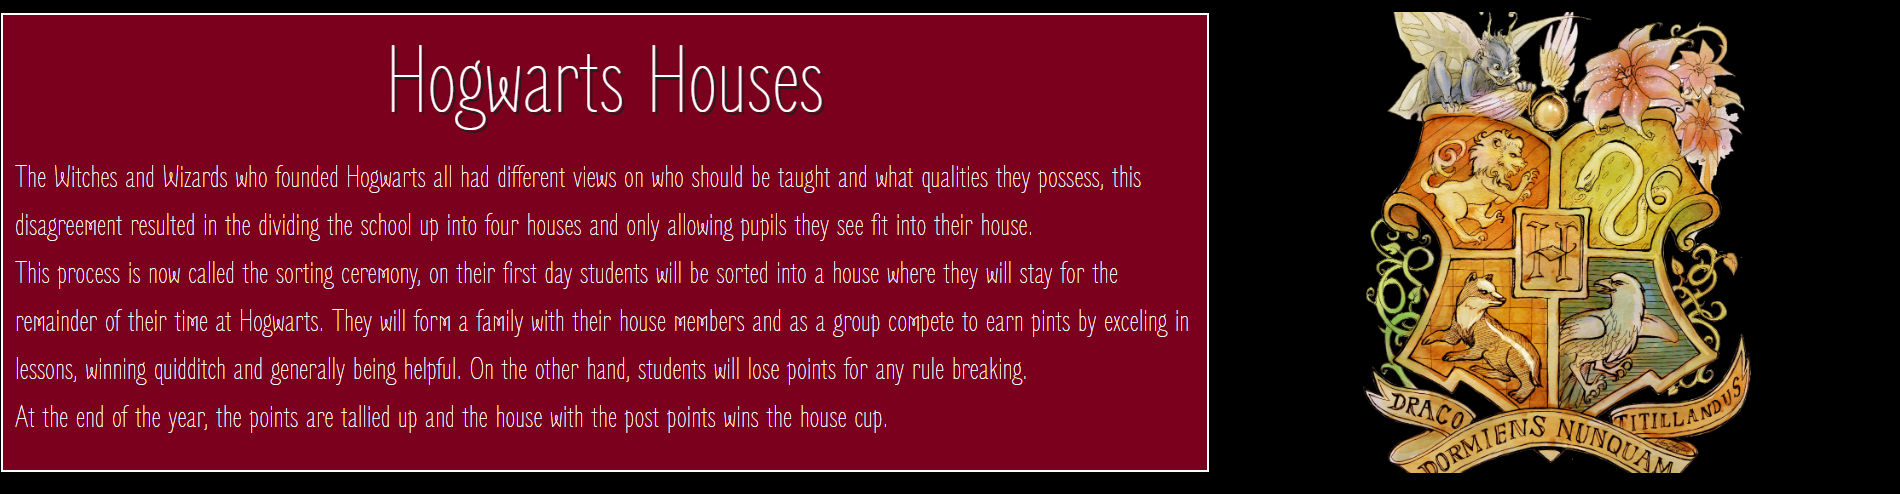 Hogwarts Houses
The Witches and Wizards who founded Hogwarts all had different views on who should be taught and what qualities they possess, this
disagreement resulted in the dividing the school up into four houses and only allowing pupils they see fit into their house.
This process is now called the sorting ceremony, on their first day students will be sorted into a house where they will stay for the
remainder of their time at Hogwarts. They will form a family with their house members and as a group compete to earn pints by exceling in
lessons, winning quidditch and generally being helpful. On the other hand, students will lose points for any rule breaking.
At the end of the year, the points are tallied up and the house with the post points wins the house cup.
H
DRACO
DORMIENS NUNQUAM
TITILLANDUS